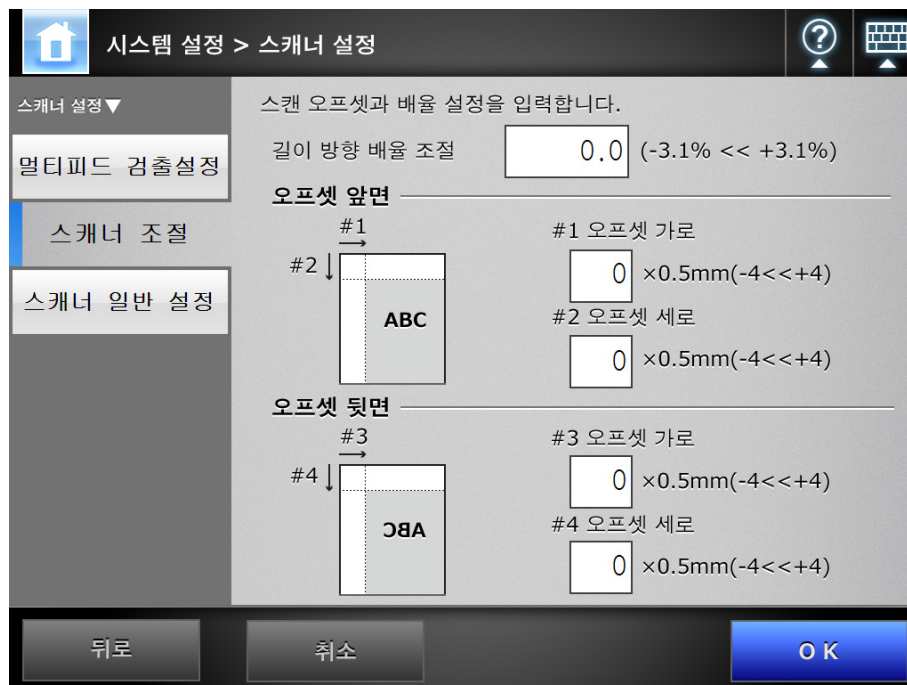 시스템 설정 > 스캐너 설정
?
스캐너 설정▼
멀티피드 검출설정
스캐너 조절
스캐너 일반 설정
스캔 오프셋과 배율 설정을 입력합니다.
길이 방향 배율 조절 0.0 (-3.1% << +3.1%)
오프셋 앞면
#1
#2
ABC
#1 오프셋 가로
0 ×0.5mm(-4<<+4)
#2 오프셋 세로
0 ×0.5mm(-4<<+4)
오프셋 뒷면
#3
#4
ABC
#3 오프셋 가로
0 ×0.5mm(-4<<+4)
#4 오프셋 세로
0 ×0.5mm(-4<<+4)
뒤로
취소
OK